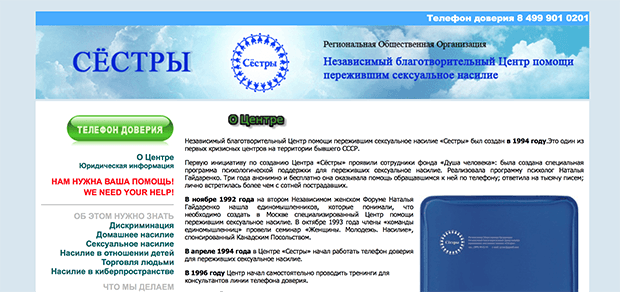 Телефон доверия 8 499 901 0201
СЁСТРЫ
Сёстры
Региональная Общественная Организация
Независимый благотворительный Центр помощи
пережившим сексуальное насилие
ТЕЛЕФОН ДОВЕРИЯ
О Центре
Юридическая информация
НАМ НУЖНА ВАША ПОМОЩЬ!
WE NEED YOUR HELP!
ОБ ЭТОМ НУЖНО ЗНАТЬ
Дискриминация
Домашнее насилие
Сексуальное насилие
Насилие в отношении детей
Торговля людьми
Насилие в киберпространстве
ЧТО МЫ ДЕЛАЕМ
О Центре
Независимый благотворительный Центр помощи пережившим сексуальное насилие «Сестры» был создан в 1994 году.Это один из
первых кризисных центров на территории бывшего СССР.
Первую инициативу по созданию Центра «Сёстры» проявили сотрудники фонда «Душа человека»: была создана специальная
программа психологической поддержки для переживших сексуальное насилие. Реализовала программу психолог Наталья
Гайдаренко. Три года анонимно и бесплатно она оказывала помощь обращавшимся к ней по телефону; ответила на тысячу писем;
лично встретилась более чем с сотней пострадавших.
В ноябре 1992 года на втором Независимом женском Форуме Наталья
Гайдаренко нашла единомышленников, которые понимали, что
необходимо создать в Москве специализированный Центр помощи
пережившим сексуальное насилие. В октябре 1993 года члены «команды
единомышленниц» провели семинар «Женщины. Молодежь. Насилие»,
спонсированный Канадским Посольством.
В апреле 1994 года в Центре «Сестры» начал работать телефон доверия
для переживших сексуальное насилие.
В 1996 году Центр начал самостоятельно проводить тренинги для
консультантов линии телефона доверия.
Сёстры